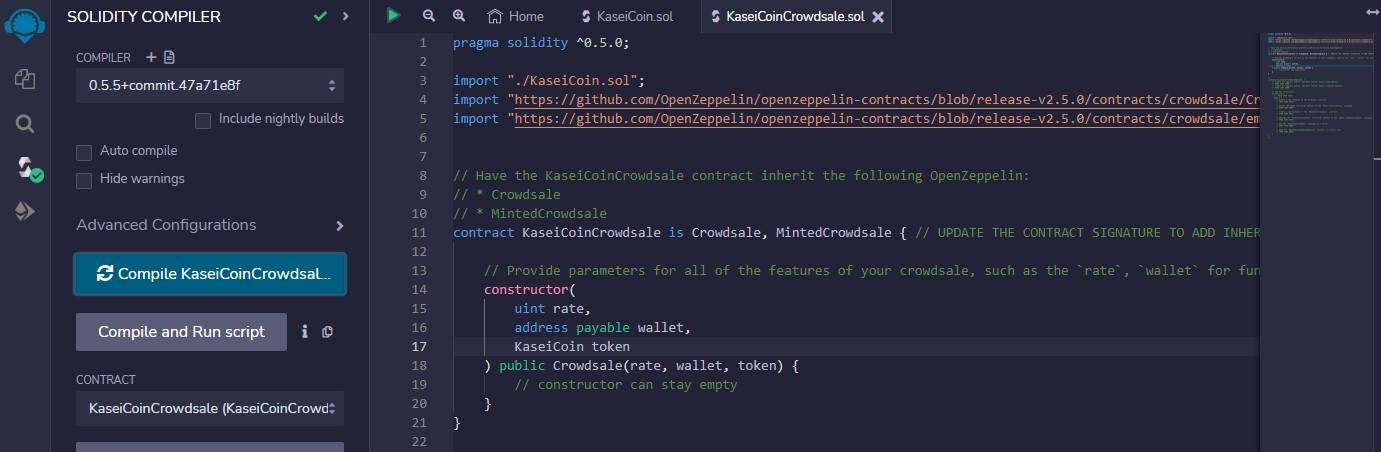 SOLIDITY COMPILER
COMPILER
0.5.5+commit.47a71e8f
Include nightly builds
Auto compile
Hide warnings
Advanced Configurations
Compile KaseiCoinCrowdsal...
Compile and Run script
CONTRACT
KaseiCoinCrowdsale (KaseiCoinCrowd
Home
KaseiCoin.sol
KaseiCoinCrowdsale.sol
1 pragma solidity ^0.5.0;
2
3 import "./KaseiCoin.sol";
4 import "https://github.com/OpenZeppelin/openzeppelin-contracts/blob/release-v2.5.0/contracts/crowdsale/Cr
5 import "https://github.com/OpenZeppelin/openzeppelin-contracts/blob/release-v2.5.0/contracts/crowdsale/em
6
7
8 // Have the KaseiCoinCrowdsale contract inherit the following OpenZeppelin:
9 // * Crowdsale
10 // * MintedCrowdsale
11 contract KaseiCoinCrowdsale is Crowdsale, MintedCrowdsale { // UPDATE THE CONTRACT SIGNATURE TO ADD INHER
12
13 // Provide parameters for all of the features of your crowdsale, such as the `rate`, `wallet` for fun
14 constructor(
15 uint rate,
16 address payable wallet,
17 KaseiCoin token
18 ) public Crowdsale(rate, wallet, token) {
19 // constructor can stay empty
20 }
21 }
22